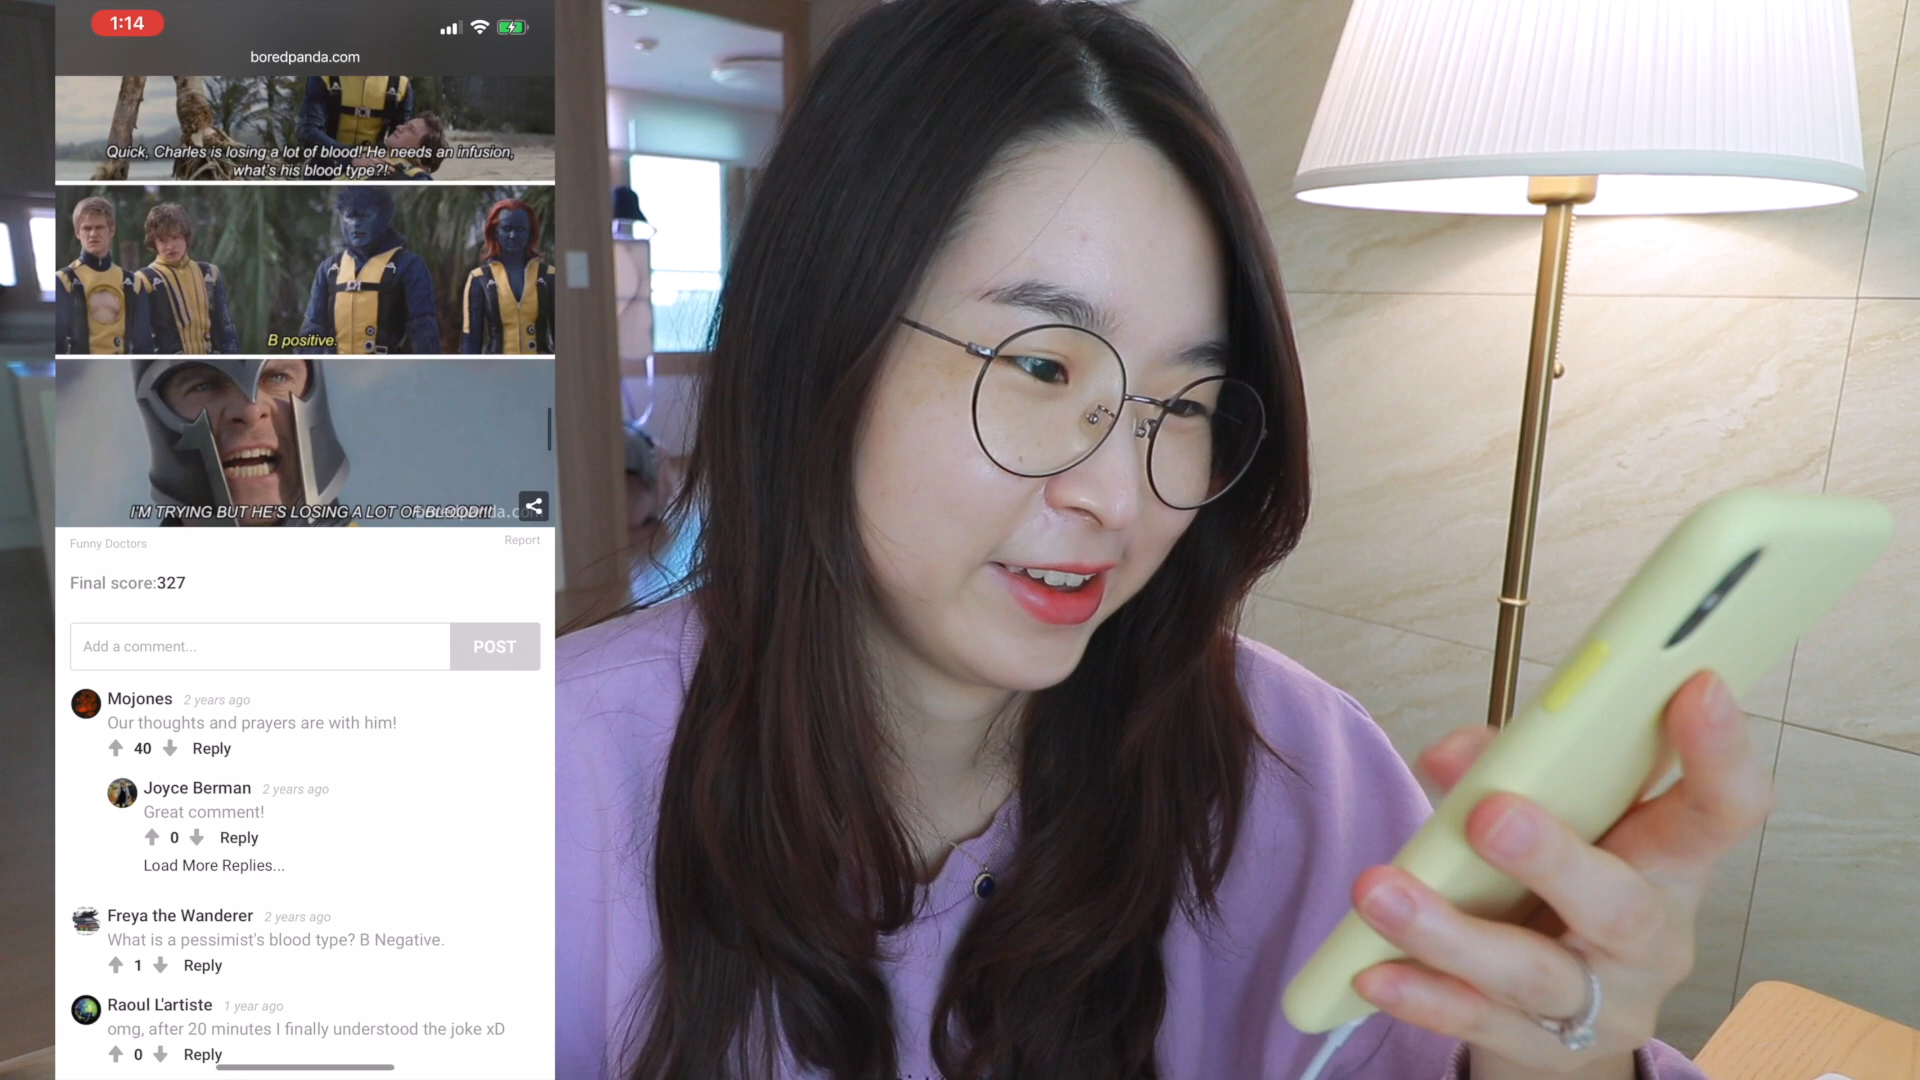 1:14
boredpanda.com
Quick, Charles is losing a lot of blood! He needs an infusion,
what's his blood type?!
B positive.
I'M TRYING BUT HE'S LOSING A LOT OF BLOOD!!!
Funny Doctors
Report
Final score:327
Add a comment...
POST
Mojones 2 years ago
Our thoughts and prayers are with him!
40 Reply
Joyce Berman 2 years ago
Great comment!
0 Reply
Load More Replies...
Freya the Wanderer 2 years ago
What is a pessimist's blood type? B Negative.
1 Reply
Raoul L'artiste 1 year ago
omg, after 20 minutes I finally understood the joke xD
0 Reply